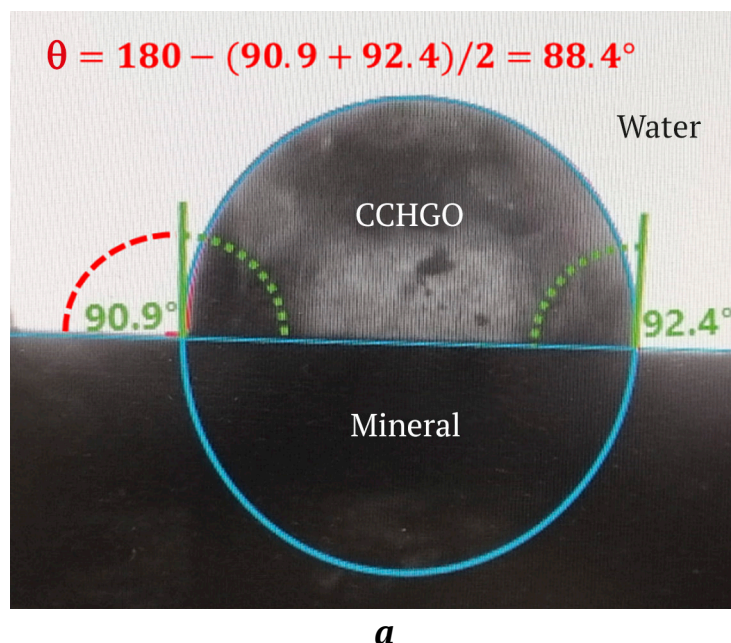 θ = 180 − (90.9 + 92.4)/2 = 88.4°
Water
CCHGO
90.9°
92.4°
Mineral
a